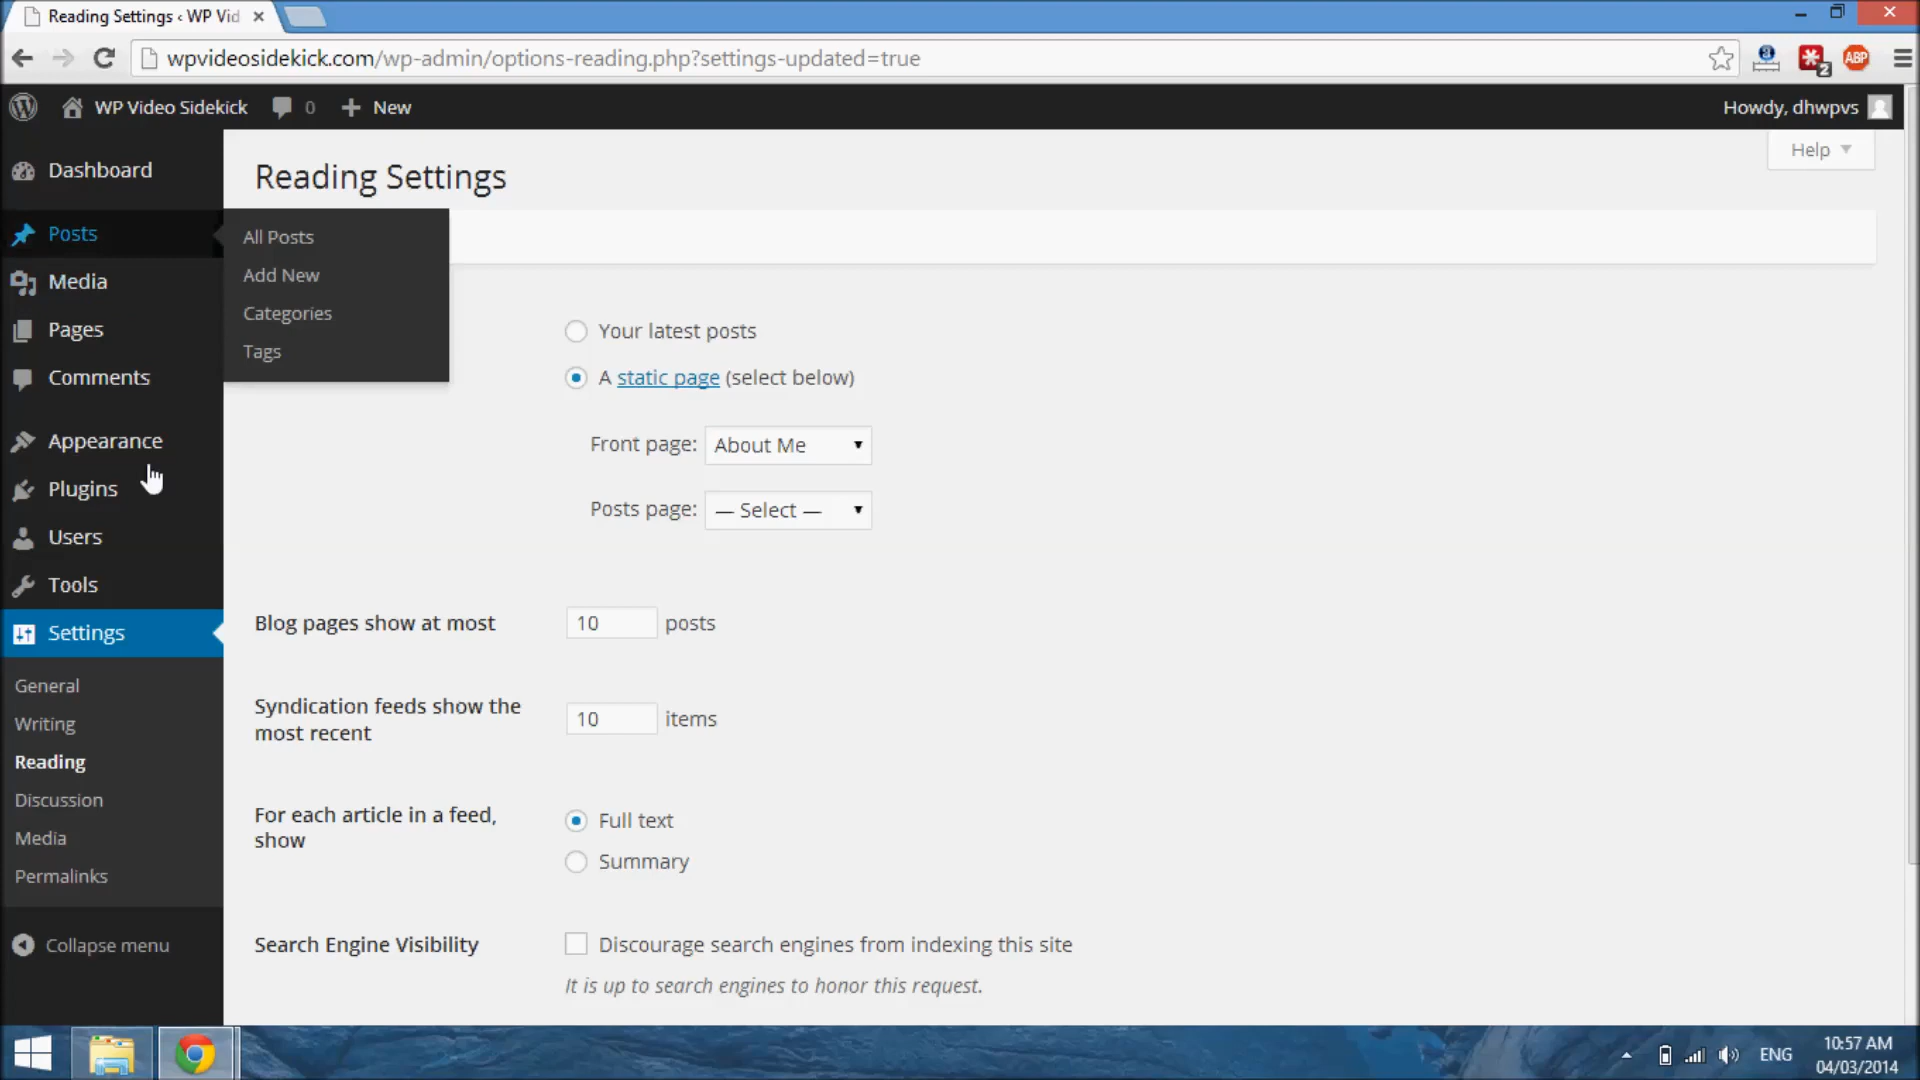 Reading Settings ‹ WP Vid
wpvideosidekick.com/wp-admin/options-reading.php?settings-updated=true
2
ABP
WP Video Sidekick
0
+ New
Howdy, dhwpvs
Help
Dashboard
Posts
Media
Pages
Comments
Appearance
Plugins
Users
Tools
Settings
General
Writing
Reading
Discussion
Media
Permalinks
Collapse menu
All Posts
Add New
Categories
Tags
Reading Settings
Your latest posts
A static page (select below)
Front page: About Me
Posts page: — Select —
Blog pages show at most 10 posts
Syndication feeds show the
most recent 10 items
For each article in a feed,
show
Full text
Summary
Search Engine Visibility
Discourage search engines from indexing this site
It is up to search engines to honor this request.
ENG
10:57 AM
04/03/2014